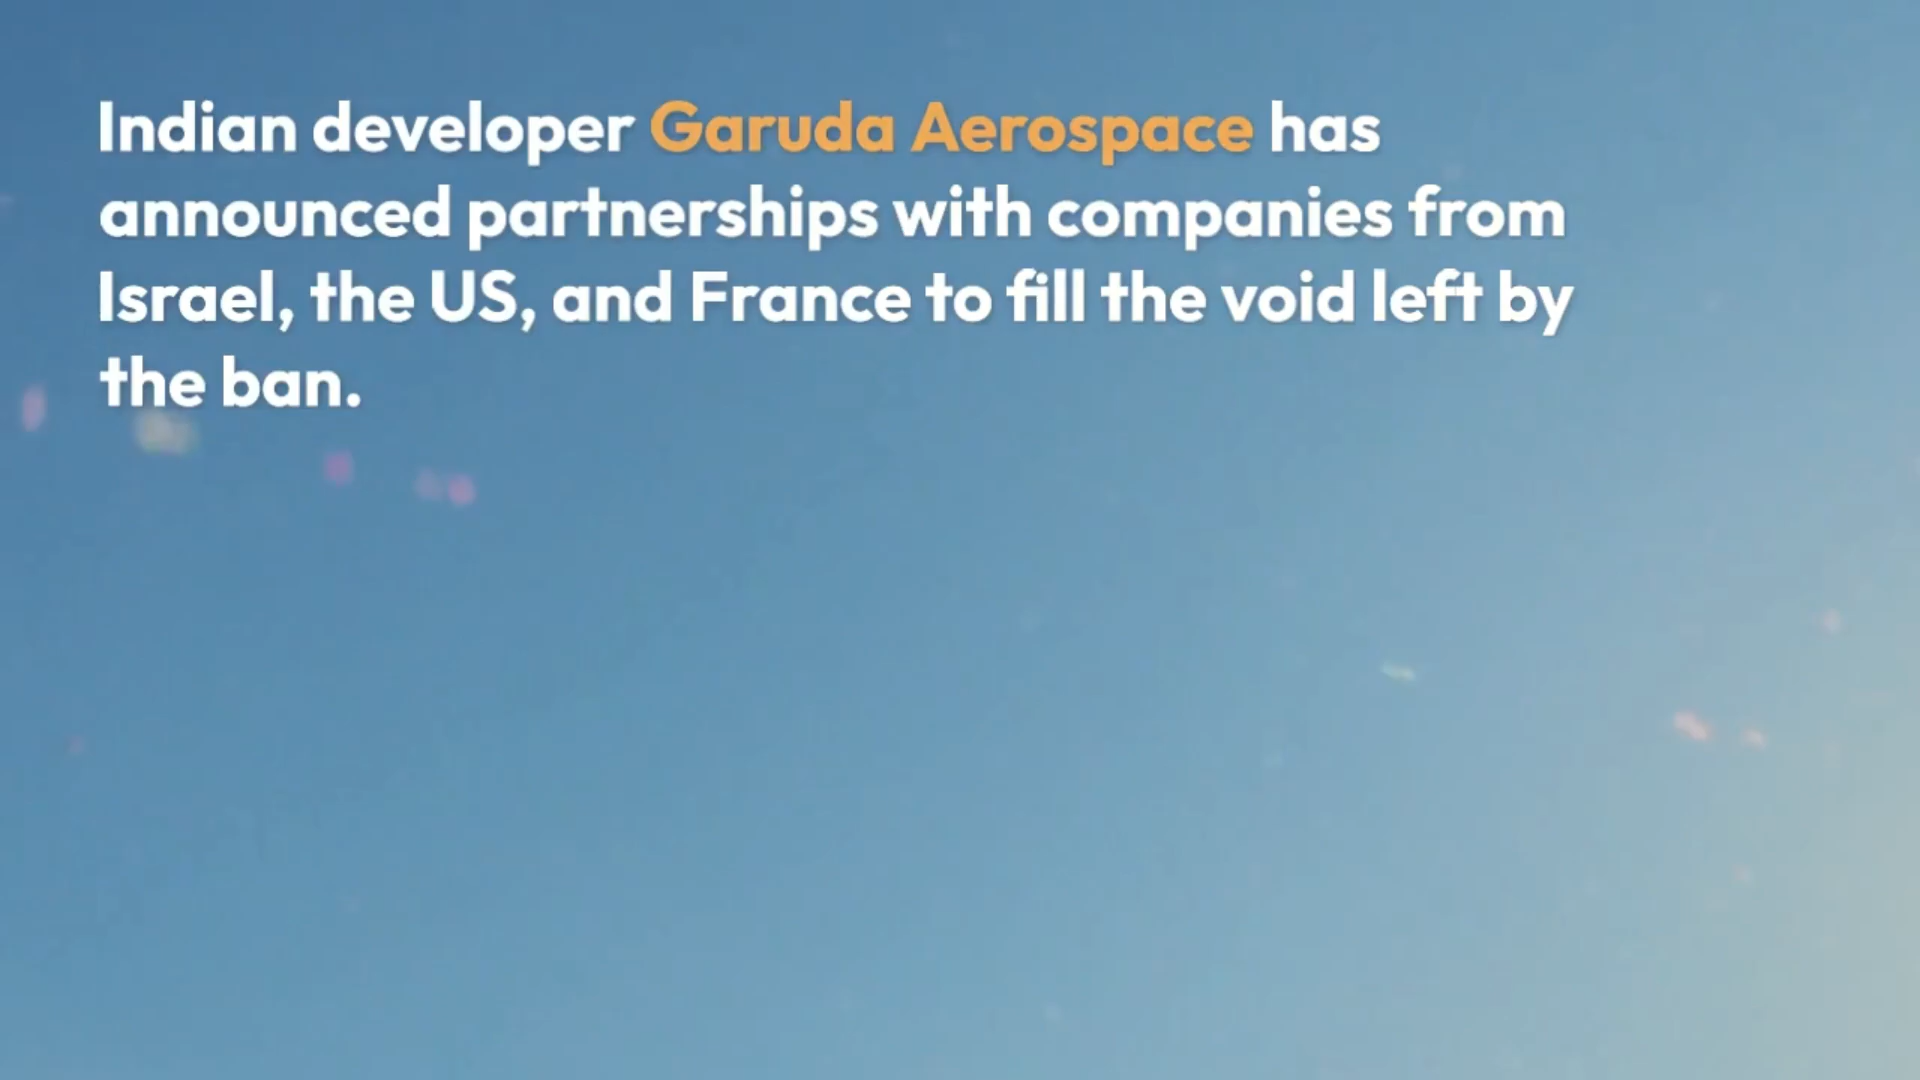 Indian developer Garuda Aerospace has
announced partnerships with companies from
Israel, the US, and France to fill the void left by
the ban.